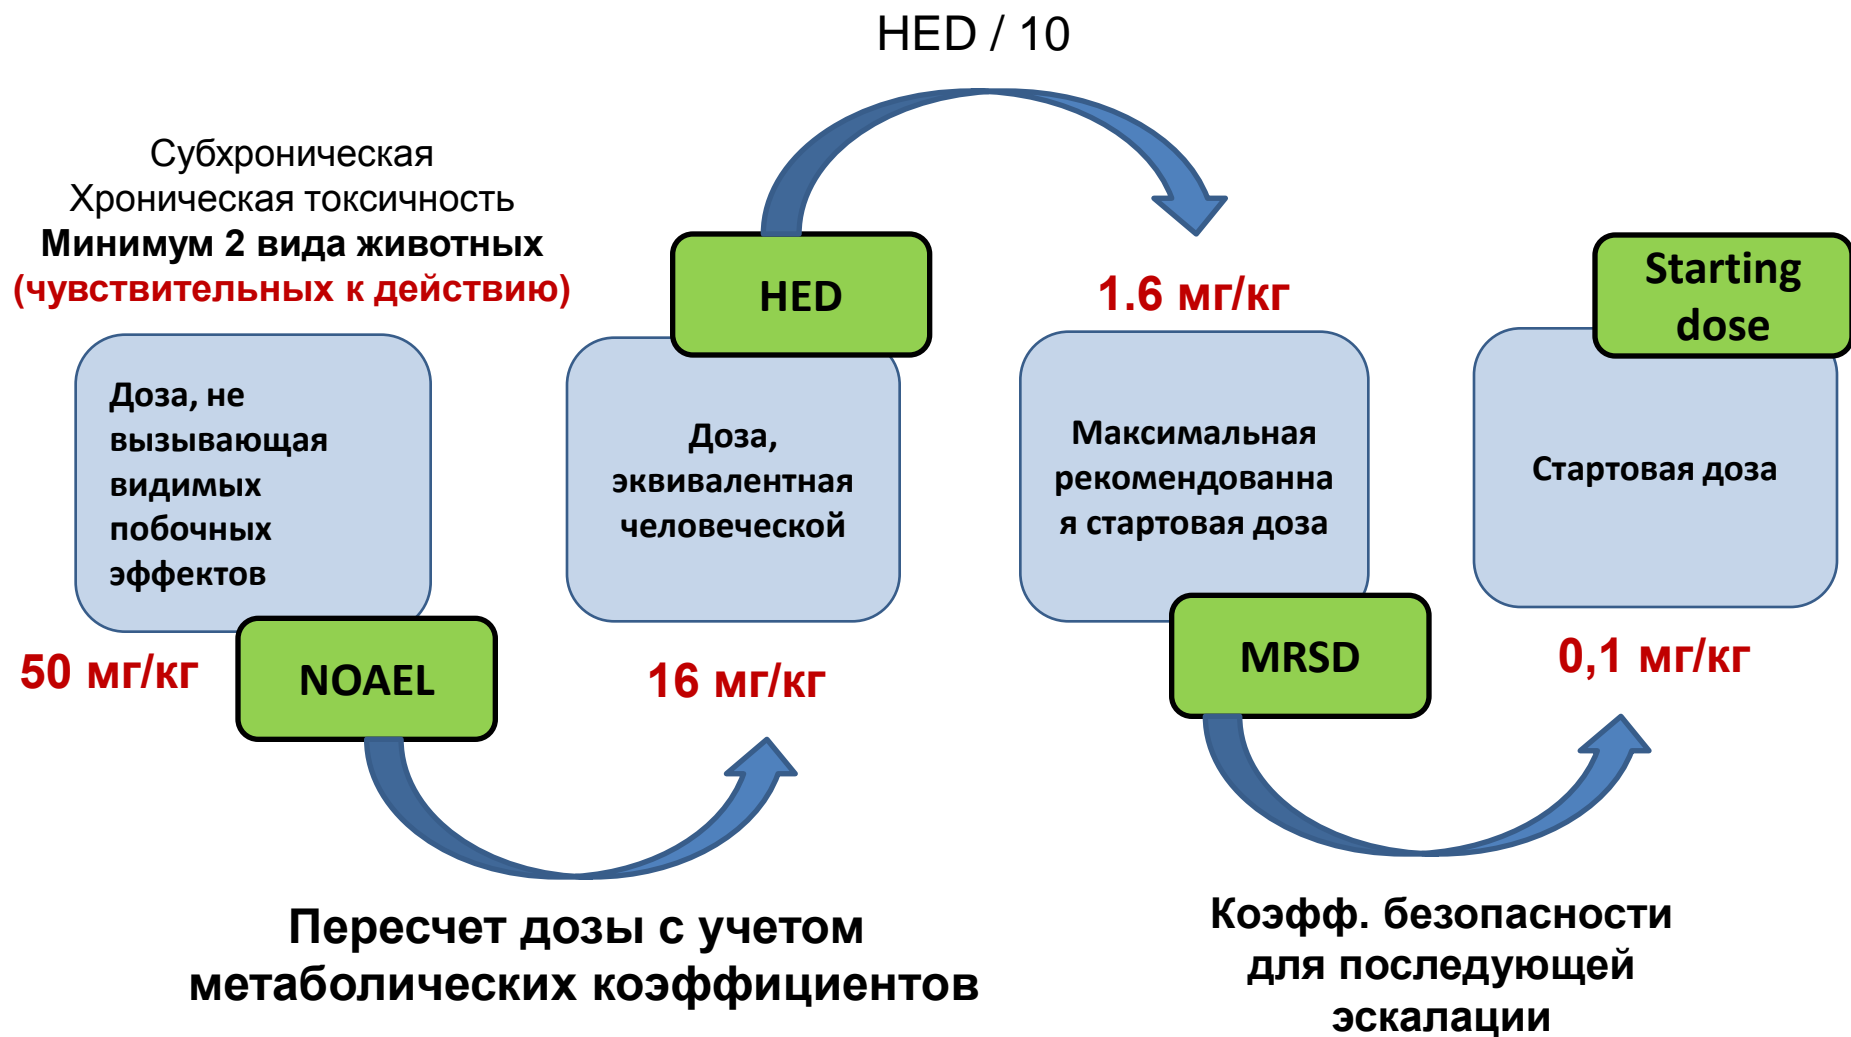 HED / 10
Субхроническая
Хроническая токсичность
Минимум 2 вида животных
(чувствительных к действию)
Доза, не
вызывающая
видимых
побочных
эффектов
50 мг/кг
NOAEL
HED
Доза,
эквивалентная
человеческой
16 мг/кг
1.6 мг/кг
Максимальная
рекомендованна
я стартовая доза
MRSD
Starting
dose
Стартовая доза
0,1 мг/кг
Пересчет дозы с учетом
метаболических коэффициентов
Коэфф. безопасности
для последующей
эскалации